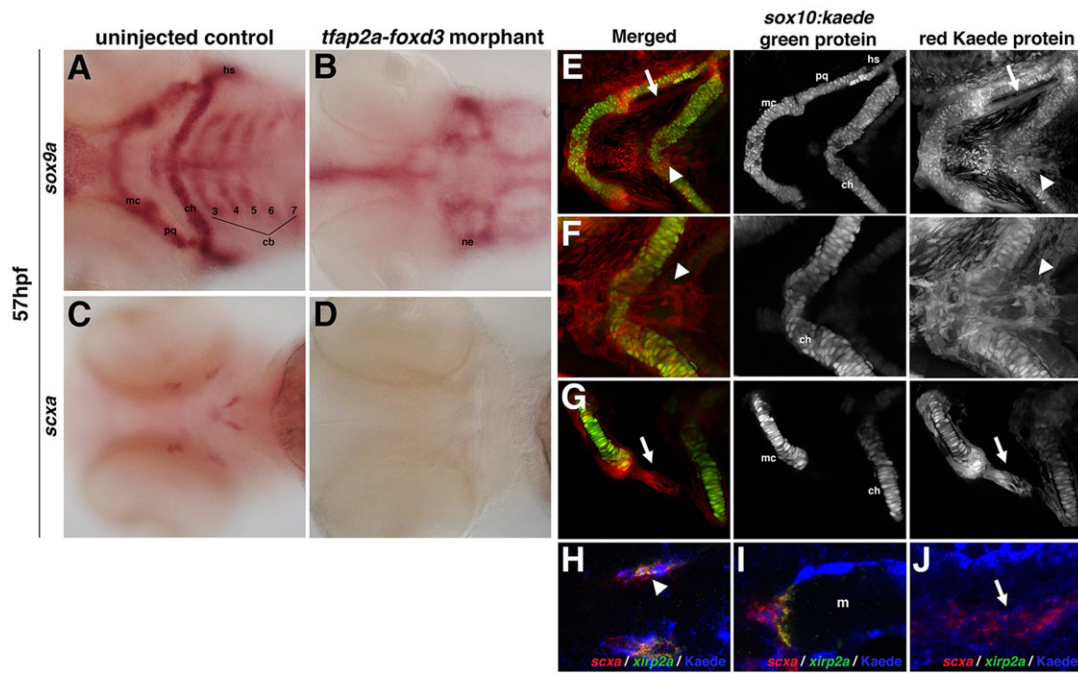 uninjected control
tfap2a-foxd3 morphant
Merged
sox10:kaede
green protein
red Kaede protein
57hpf
sox9a
scxa
A
hs
mc
pq
ch
3 4 5 6 7
cb
B
ne
C
D
E
hs
pq
mc
ch
F
ch
G
mc
ch
H
scxa / xirp2a / Kaede
I
m
scxa / xirp2a / Kaede
J
scxa / xirp2a / Kaede